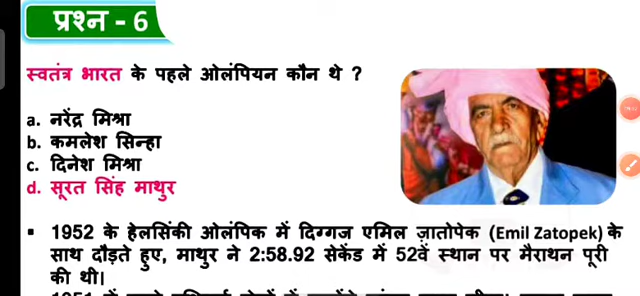 प्रश्न - 6
स्वतंत्र भारत के पहले ओलंपियन कौन थे ?
a. नरेंद्र मिश्रा
b. कमलेश सिन्हा
c. दिनेश मिश्रा
d. सूरत सिंह माथुर
▪ 1952 के हेलसिंकी ओलंपिक में दिग्गज एमिल ज़ातोपेक (Emil Zatopek) के
साथ दौड़ते हुए, माथुर ने 2:58.92 सेकेंड में 52वें स्थान पर मैराथन पूरी
की थी।